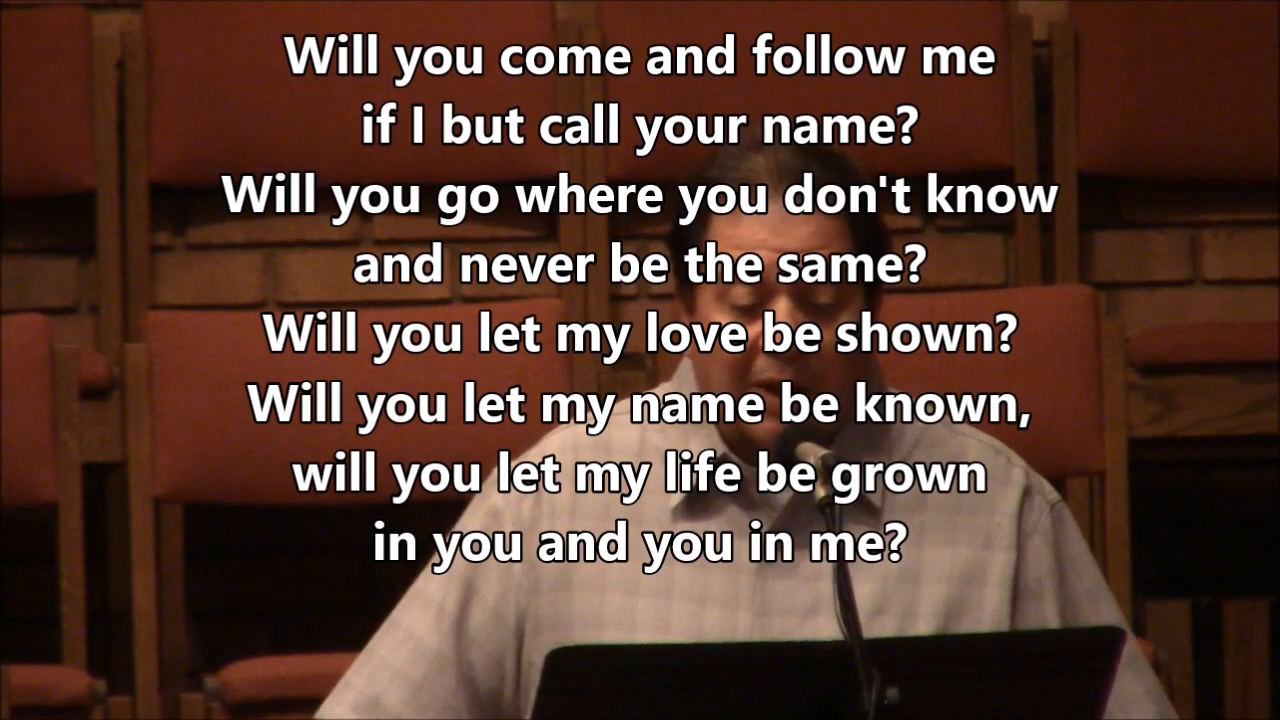 Will you come and follow me
if I but call your name?
Will you go where you don't know
and never be the same?
Will you let my love be shown?
Will you let my name be known,
will you let my life be grown
in you and you in me?